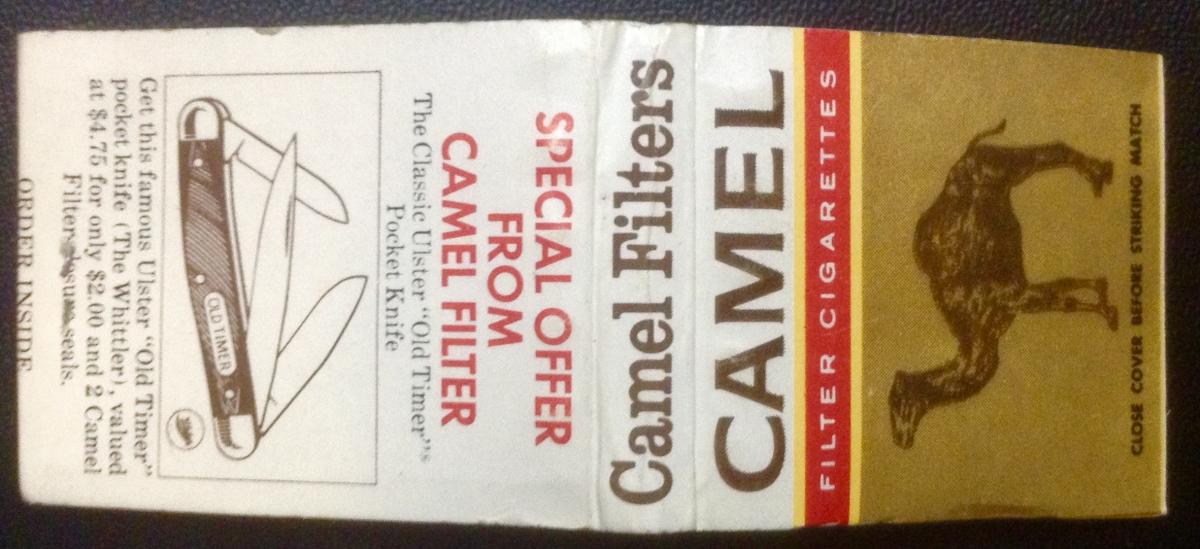 Camel Filters
CAMEL
FILTER CIGARETTES
CLOSE COVER BEFORE STRIKING MATCH
SPECIAL OFFER
FROM
CAMEL FILTER
The Classic Ulster “Old Timer”®
Pocket Knife
OLD TIMER
Get this famous Ulster “Old Timer”
pocket knife (The Whittler), valued
at $4.75 for only $2.00 and 2 Camel
Filter seals.
ORDER INSIDE